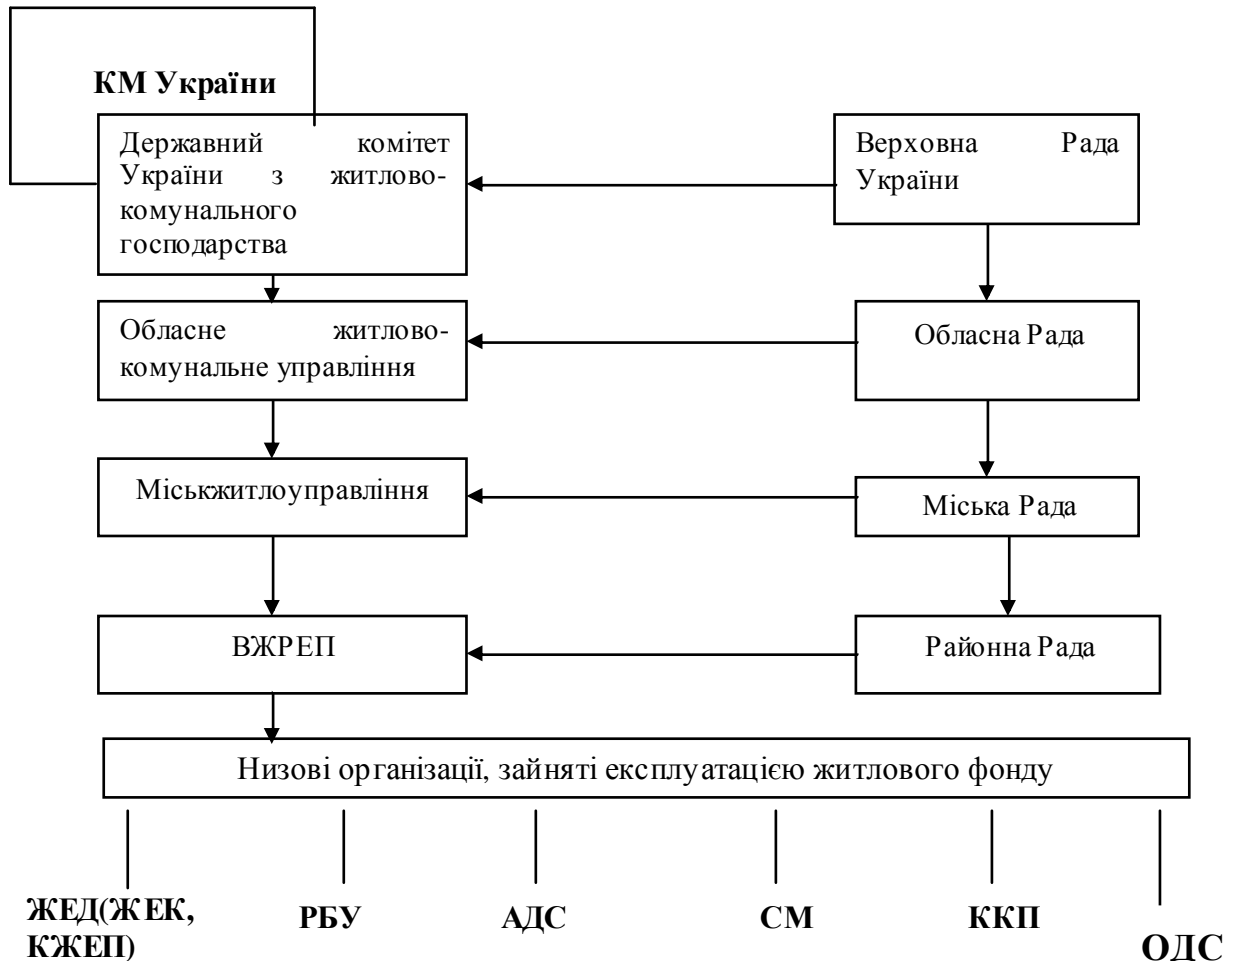 КМ України
Державний комітет
України з житлово-
комунального
господарства
Верховна Рада
України
Обласне житлово-
комунальне управління
Обласна Рада
Міськжитлоуправління
Міська Рада
ВЖРЕП
Районна Рада
Низові організації, зайняті експлуатацією житлового фонду
ЖЕД(ЖЕК,
КЖЕП)
РБУ
АДС
СМ
ККП
ОДС